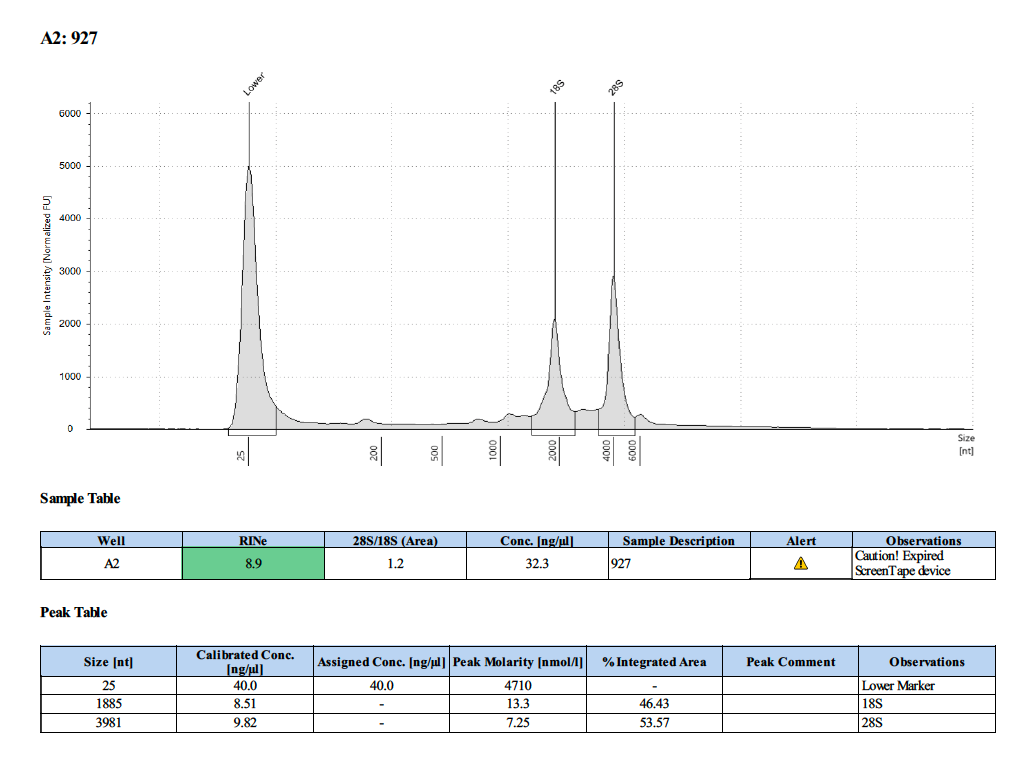 A2: 927
Lower
18S
28S
Sample Intensity [Normalized FU]
6000
5000
4000
3000
2000
1000
0
25
200
500
1000
2000
4000
6000
Size
[nt]
Sample Table
Well RINe 28S/18S (Area) Conc. [ng/µl] Sample Description Alert Observations
A2 8.9 1.2 32.3 927 Caution! Expired
ScreenTape device
Peak Table
Size [nt] Calibrated Conc. [ng/µl] Assigned Conc. [ng/µl] Peak Molarity [nmol/l] % Integrated Area Peak Comment Observations
25 40.0 40.0 4710 - Lower Marker
1885 8.51 - 13.3 46.43 18S
3981 9.82 - 7.25 53.57 28S